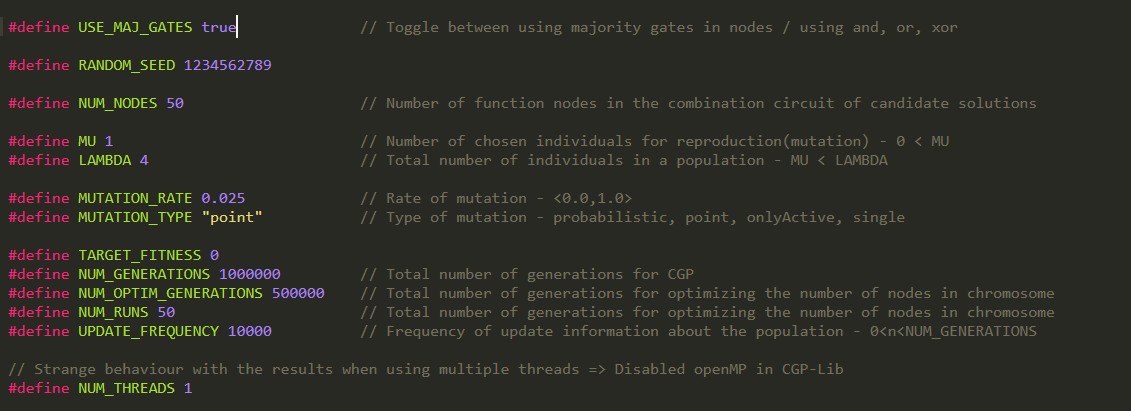 #define USE_MAJ_GATES true // Toggle between using majority gates in nodes / using and, or, xor
#define RANDOM_SEED 1234562789
#define NUM_NODES 50 // Number of function nodes in the combination circuit of candidate solutions
#define MU 1 // Number of chosen individuals for reproduction(mutation) - 0 < MU
#define LAMBDA 4 // Total number of individuals in a population - MU < LAMBDA
#define MUTATION_RATE 0.025 // Rate of mutation - <0.0,1.0>
#define MUTATION_TYPE "point" // Type of mutation - probabilistic, point, onlyActive, single
#define TARGET_FITNESS 0
#define NUM_GENERATIONS 1000000 // Total number of generations for CGP
#define NUM_OPTIM_GENERATIONS 500000 // Total number of generations for optimizing the number of nodes in chromosome
#define NUM_RUNS 50 // Total number of generations for optimizing the number of nodes in chromosome
#define UPDATE_FREQUENCY 10000 // Frequency of update information about the population - 0<n<NUM_GENERATIONS
// Strange behaviour with the results when using multiple threads => Disabled openMP in CGP-Lib
#define NUM_THREADS 1